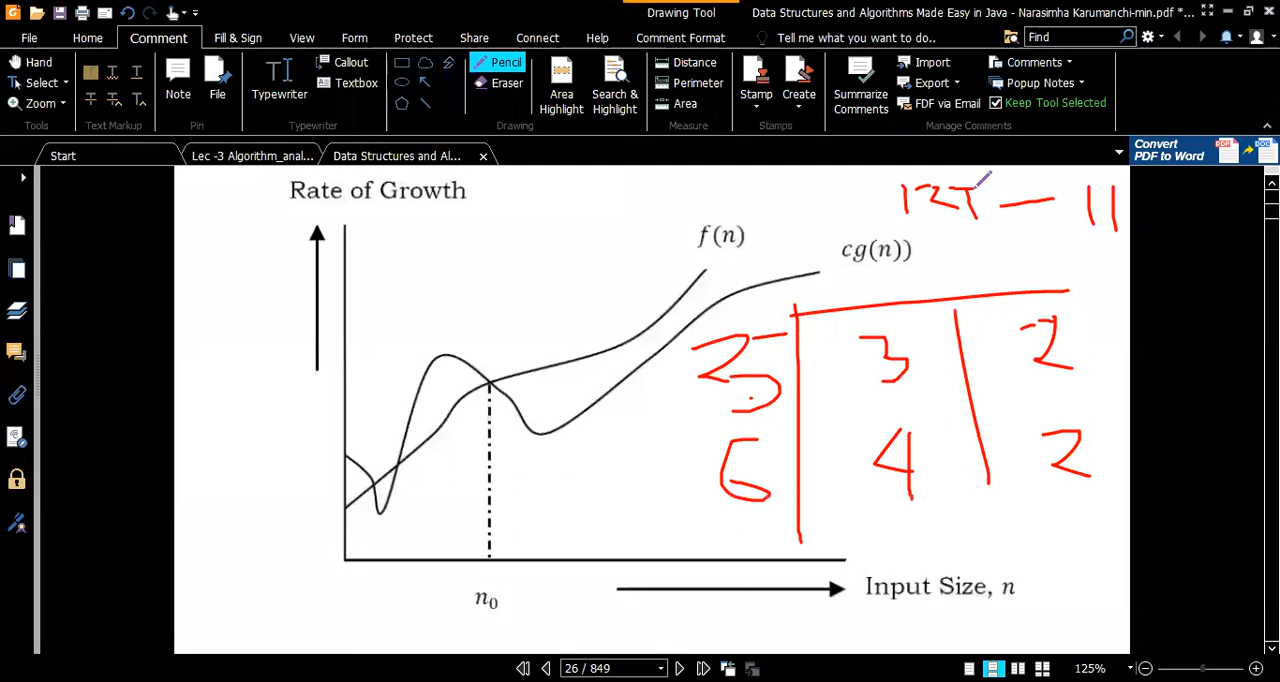 Drawing Tool
Data Structures and Algorithms Made Easy in Java - Narasimha Karumanchi-min.pdf * ...
File Home Comment Fill & Sign View Form Protect Share Connect Help Comment Format Tell me what you want to do.. Find
Hand
Select
Zoom
Tools
Text Markup
Note
File
Pin
Typewriter
Callout
Textbox
Typewriter
Pencil
Eraser
Drawing
Area Highlight
Search & Highlight
Distance
Perimeter
Area
Measure
Stamp
Create
Stamps
Summarize Comments
Import
Export
FDF via Email
Comments
Popup Notes
Keep Tool Selected
Manage Comments
Start
Lec -3 Algorithm_anal...
Data Structures and Al...
Convert
PDF to Word
Rate of Growth
— 11
f(n)
cg(n))
3 2
6 4 2
n₀
Input Size, n
26 / 849
125%